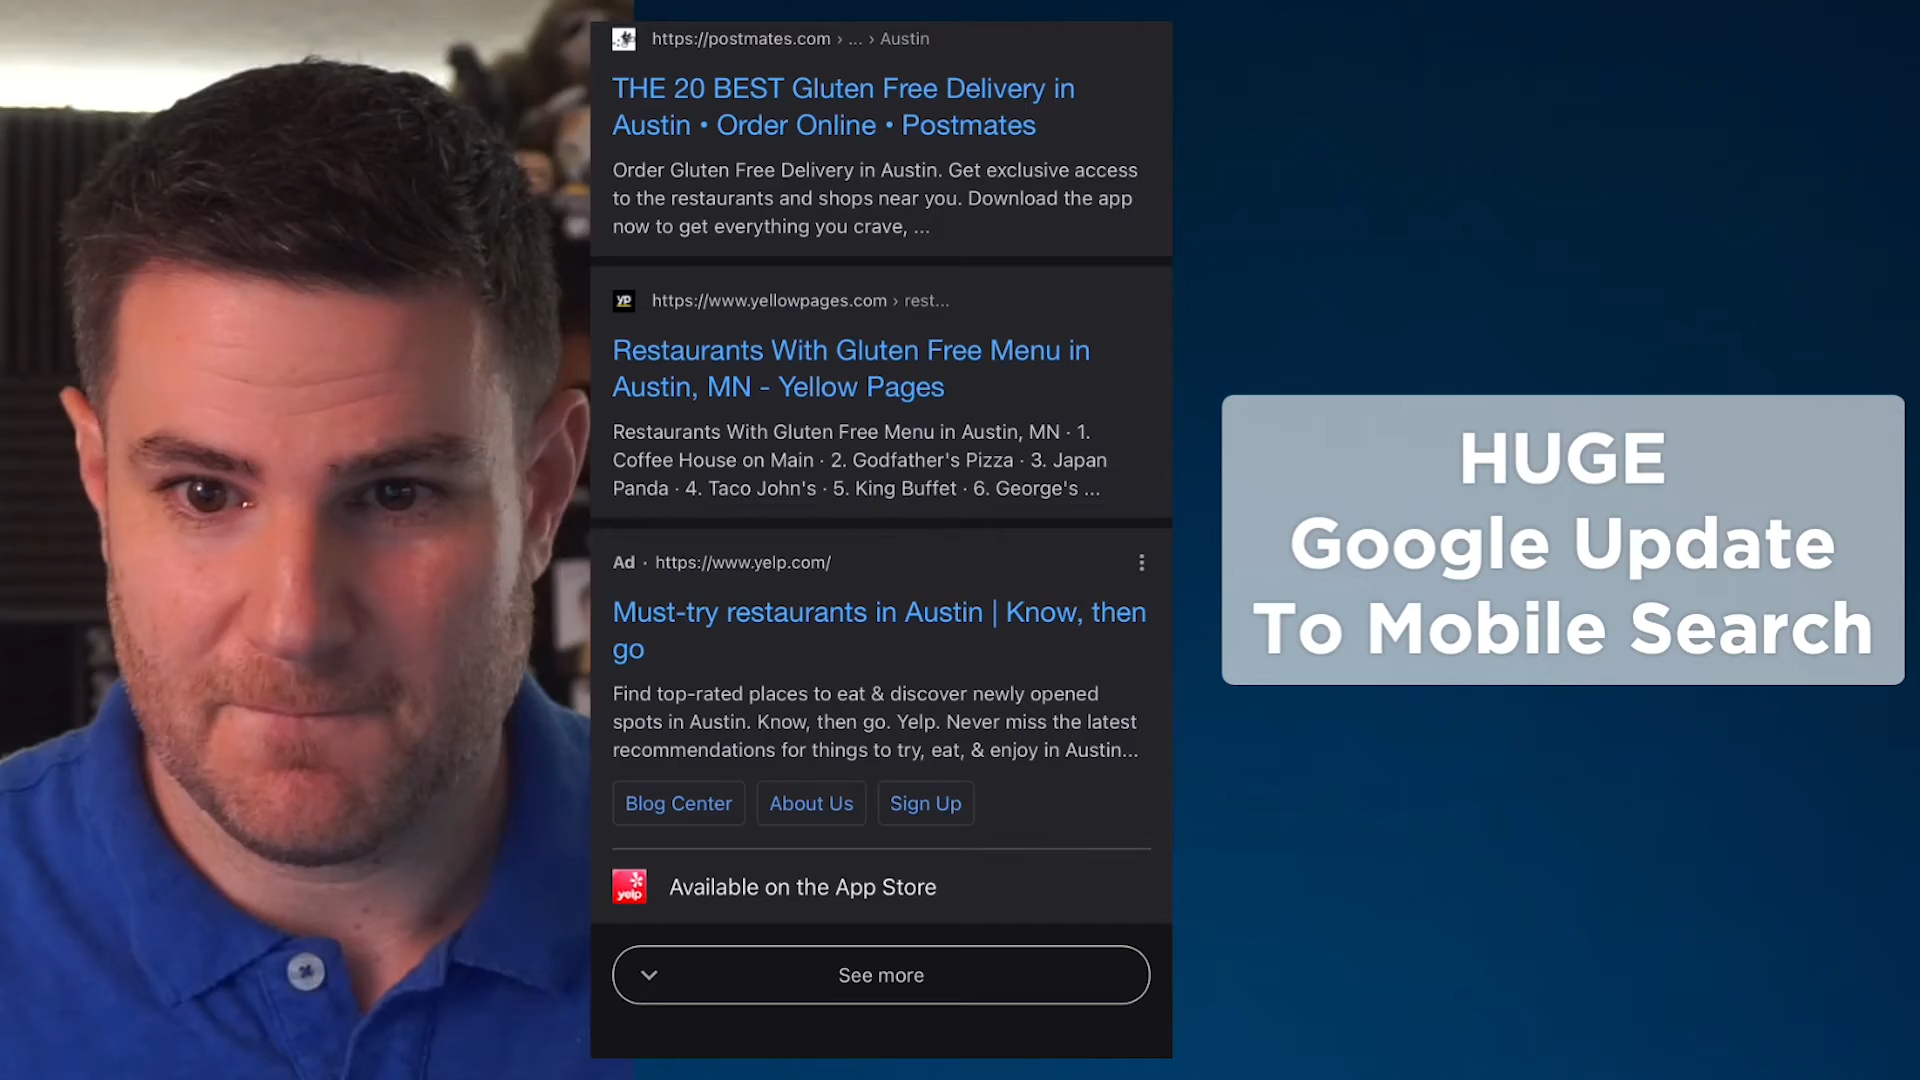 https://postmates.com › ... › Austin
THE 20 BEST Gluten Free Delivery in
Austin • Order Online • Postmates
Order Gluten Free Delivery in Austin. Get exclusive access
to the restaurants and shops near you. Download the app
now to get everything you crave, ...
yp
https://www.yellowpages.com › rest...
Restaurants With Gluten Free Menu in
Austin, MN - Yellow Pages
Restaurants With Gluten Free Menu in Austin, MN · 1.
Coffee House on Main · 2. Godfather's Pizza · 3. Japan
Panda · 4. Taco John's · 5. King Buffet · 6. George's ...
Ad · https://www.yelp.com/
Must-try restaurants in Austin | Know, then
go
Find top-rated places to eat & discover newly opened
spots in Austin. Know, then go. Yelp. Never miss the latest
recommendations for things to try, eat, & enjoy in Austin...
Blog Center About Us Sign Up
yelp Available on the App Store
See more
HUGE
Google Update
To Mobile Search